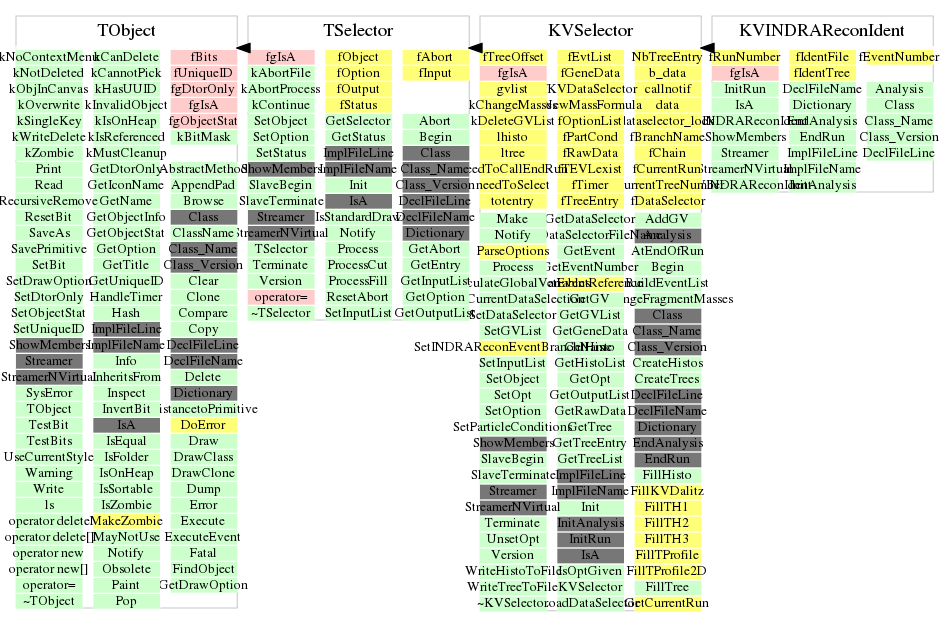 TObject TSelector KVSelector KVINDRAReconIdent
kCanDelete fBits fgIsA fObject fAbort fTreeOffset fEvtList NbTreeEntry fRunNumber fIdentFile fEventNumber
kNotDeleted kCannotPick fUniqueID kAbortFile fOption fInput fgIsA fGeneData b_data fgIsA fIdentTree
kObjInCanvas kHasUUID fgDtorOnly kAbortProcess fOutput gvlist KVDataSelector callnotif InitRun DeclFileName Analysis
kOverwrite kInvalidObject fgIsA kContinue fStatus data IsA Dictionary Class
kSingleKey kIsOnHeap fgObjectStat SetObject GetSelector Abort kDeleteGVList fOptionList EndAnalysis Class_Name
kWriteDelete kIsReferenced kBitMask SetOption GetStatus Begin lhisto fPartCond fBranchName ShowMembers EndRun Class_Version
kZombie kMustCleanup SetStatus ImplFileLine Class ltree fRawData fChain Streamer ImplFileLine DeclFileLine
Print GetDtorOnly AbstractMethod ShowMembers ImplFileName Class_Name fTEVLexist fCurrentRun StreamerNVirtual ImplFileName
Read GetIconName AppendPad SlaveBegin Init Class_Version needToSelect fTimer InitAnalysis
RecursiveRemove GetName Browse SlaveTerminate IsA DeclFileLine totentry fTreeEntry fDataSelector
ResetBit GetObjectInfo Class Streamer IsStandardDraw DeclFileName Make GetDataSelector AddGV
SaveAs GetObjectStat ClassName StreamerNVirtual Notify Dictionary Notify Analysis
SavePrimitive GetOption Class_Name TSelector Process GetAbort ParseOptions GetEvent AtEndOfRun
SetBit GetTitle Class_Version Terminate ProcessCut GetEntry Process GetEventNumber Begin
SetDrawOption GetUniqueID Clear Version ProcessFill GetInputList BuildEventList
SetDtorOnly HandleTimer Clone operator= ResetAbort GetOption GetGV
SetObjectStat Hash Compare ~TSelector SetInputList GetOutputList SetDataSelector GetGVList Class
SetUniqueID ImplFileLine Copy SetGVList GetGeneData Class_Name
ShowMembers ImplFileName DeclFileLine GetHisto Class_Version
Streamer Info DeclFileName SetInputList GetHistoList CreateHistos
StreamerNVirtual InheritsFrom Delete SetObject GetOpt CreateTrees
SysError Inspect Dictionary SetOpt GetOutputList DeclFileLine
TObject InvertBit SetOption GetRawData DeclFileName
TestBit IsA DoError SetParticleConditions GetTree Dictionary
TestBits IsEqual Draw ShowMembers GetTreeEntry EndAnalysis
UseCurrentStyle IsFolder DrawClass SlaveBegin GetTreeList EndRun
Warning IsOnHeap DrawClone SlaveTerminate ImplFileLine FillHisto
Write IsSortable Dump Streamer ImplFileName FillKVDalitz
ls IsZombie Error StreamerNVirtual Init FillTH1
operator delete MakeZombie Execute Terminate InitAnalysis FillTH2
operator delete[] MayNotUse ExecuteEvent UnsetOpt InitRun FillTH3
operator new Notify Fatal Version IsA FillTProfile
operator new[] Obsolete FindObject WriteHistoToFile IsOptGiven FillTProfile2D
operator= Paint GetDrawOption WriteTreeToFile KVSelector FillTree
~TObject Pop ~KVSelector GetCurrentRun